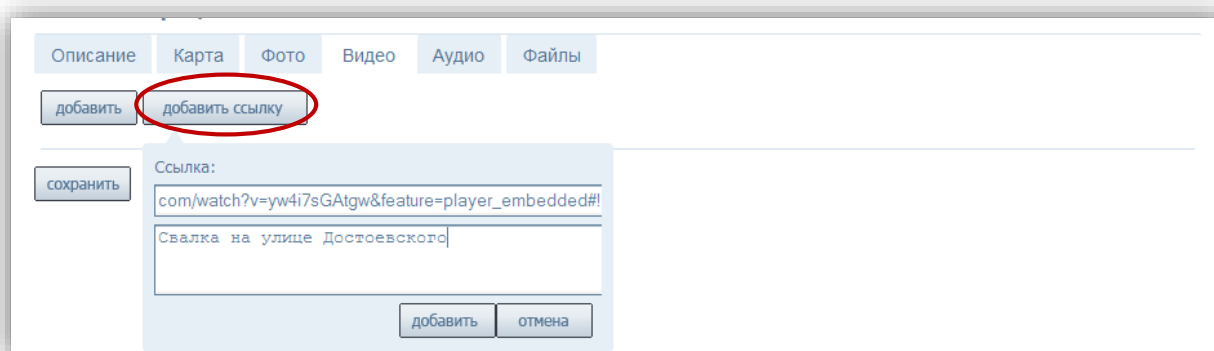 Описание Карта Фото Видео Аудио Файлы
добавить добавить ссылку
Ссылка:
сохранить
com/watch?v=yw4i7sGAtgw&feature=player_embedded#!
Свалка на улице Достоевского
добавить отмена